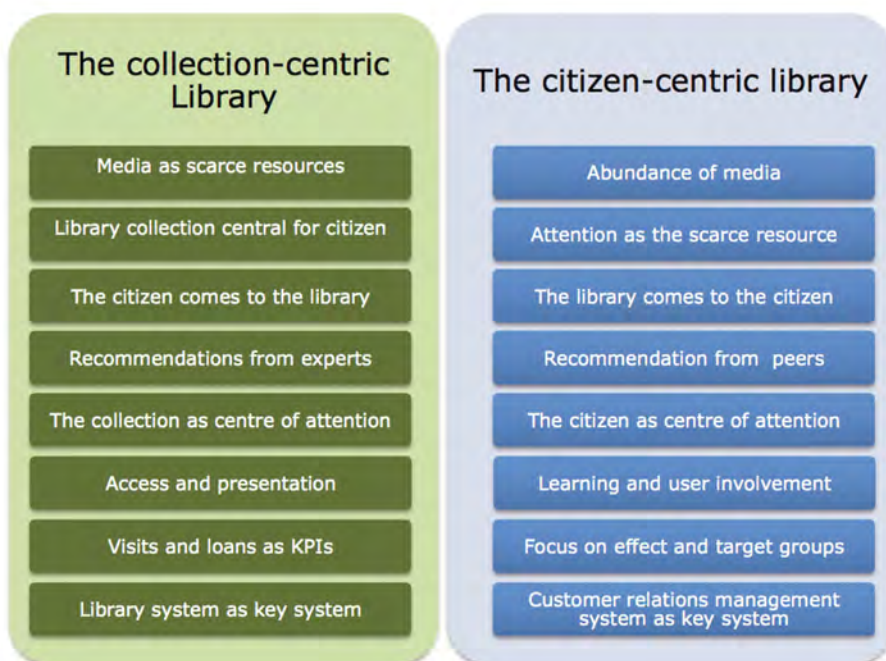 The collection-centric
Library
Media as scarce resources
Library collection central for citizen
The citizen comes to the library
Recommendations from experts
The collection as centre of attention
Access and presentation
Visits and loans as KPIs
Library system as key system
The citizen-centric library
Abundance of media
Attention as the scarce resource
The library comes to the citizen
Recommendation from peers
The citizen as centre of attention
Learning and user involvement
Focus on effect and target groups
Customer relations management
system as key system